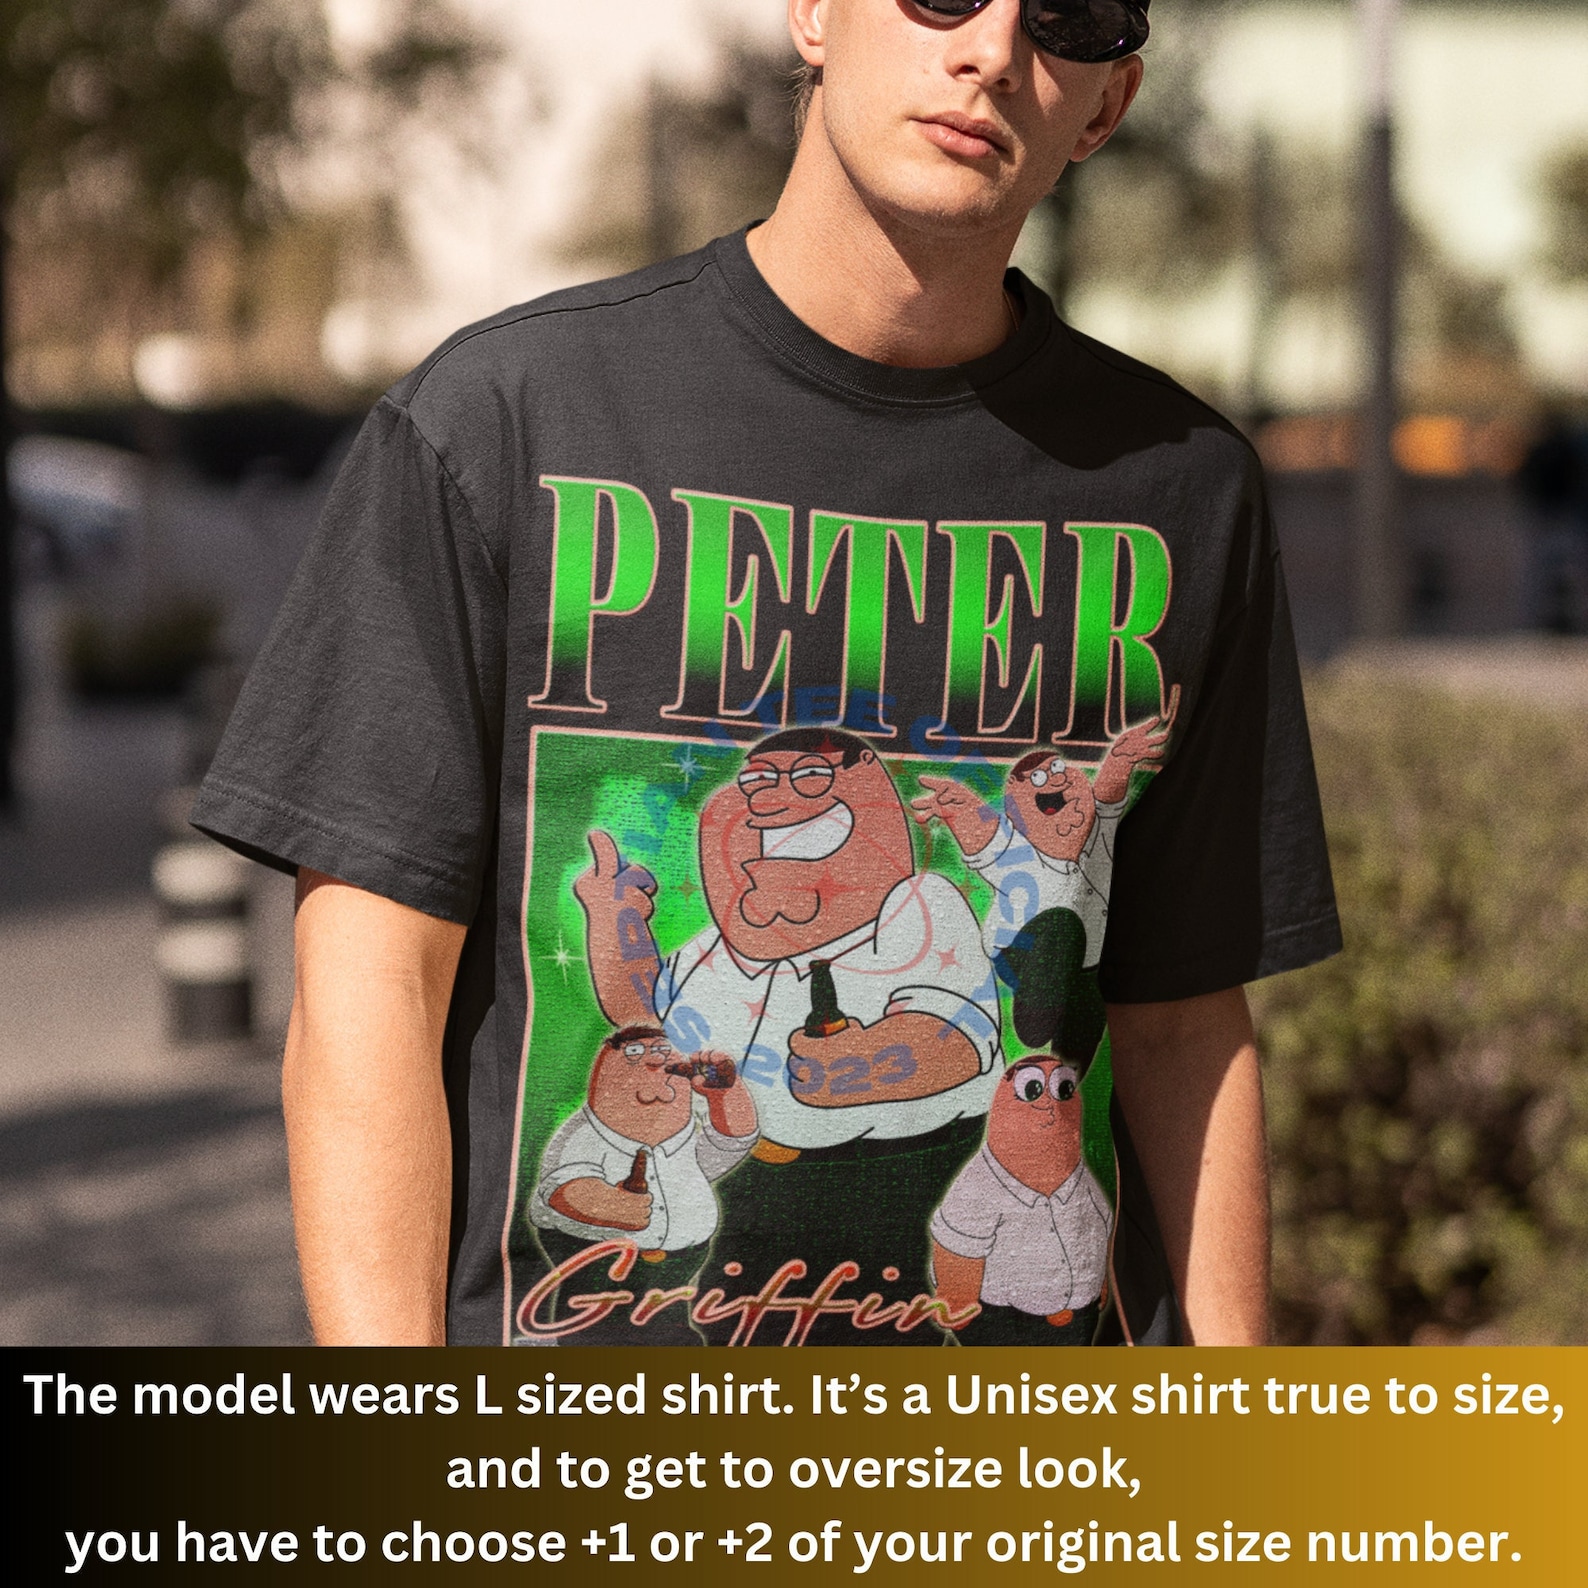 PETER
Griffin
The model wears L sized shirt. It’s a Unisex shirt true to size,
and to get to oversize look,
you have to choose +1 or +2 of your original size number.